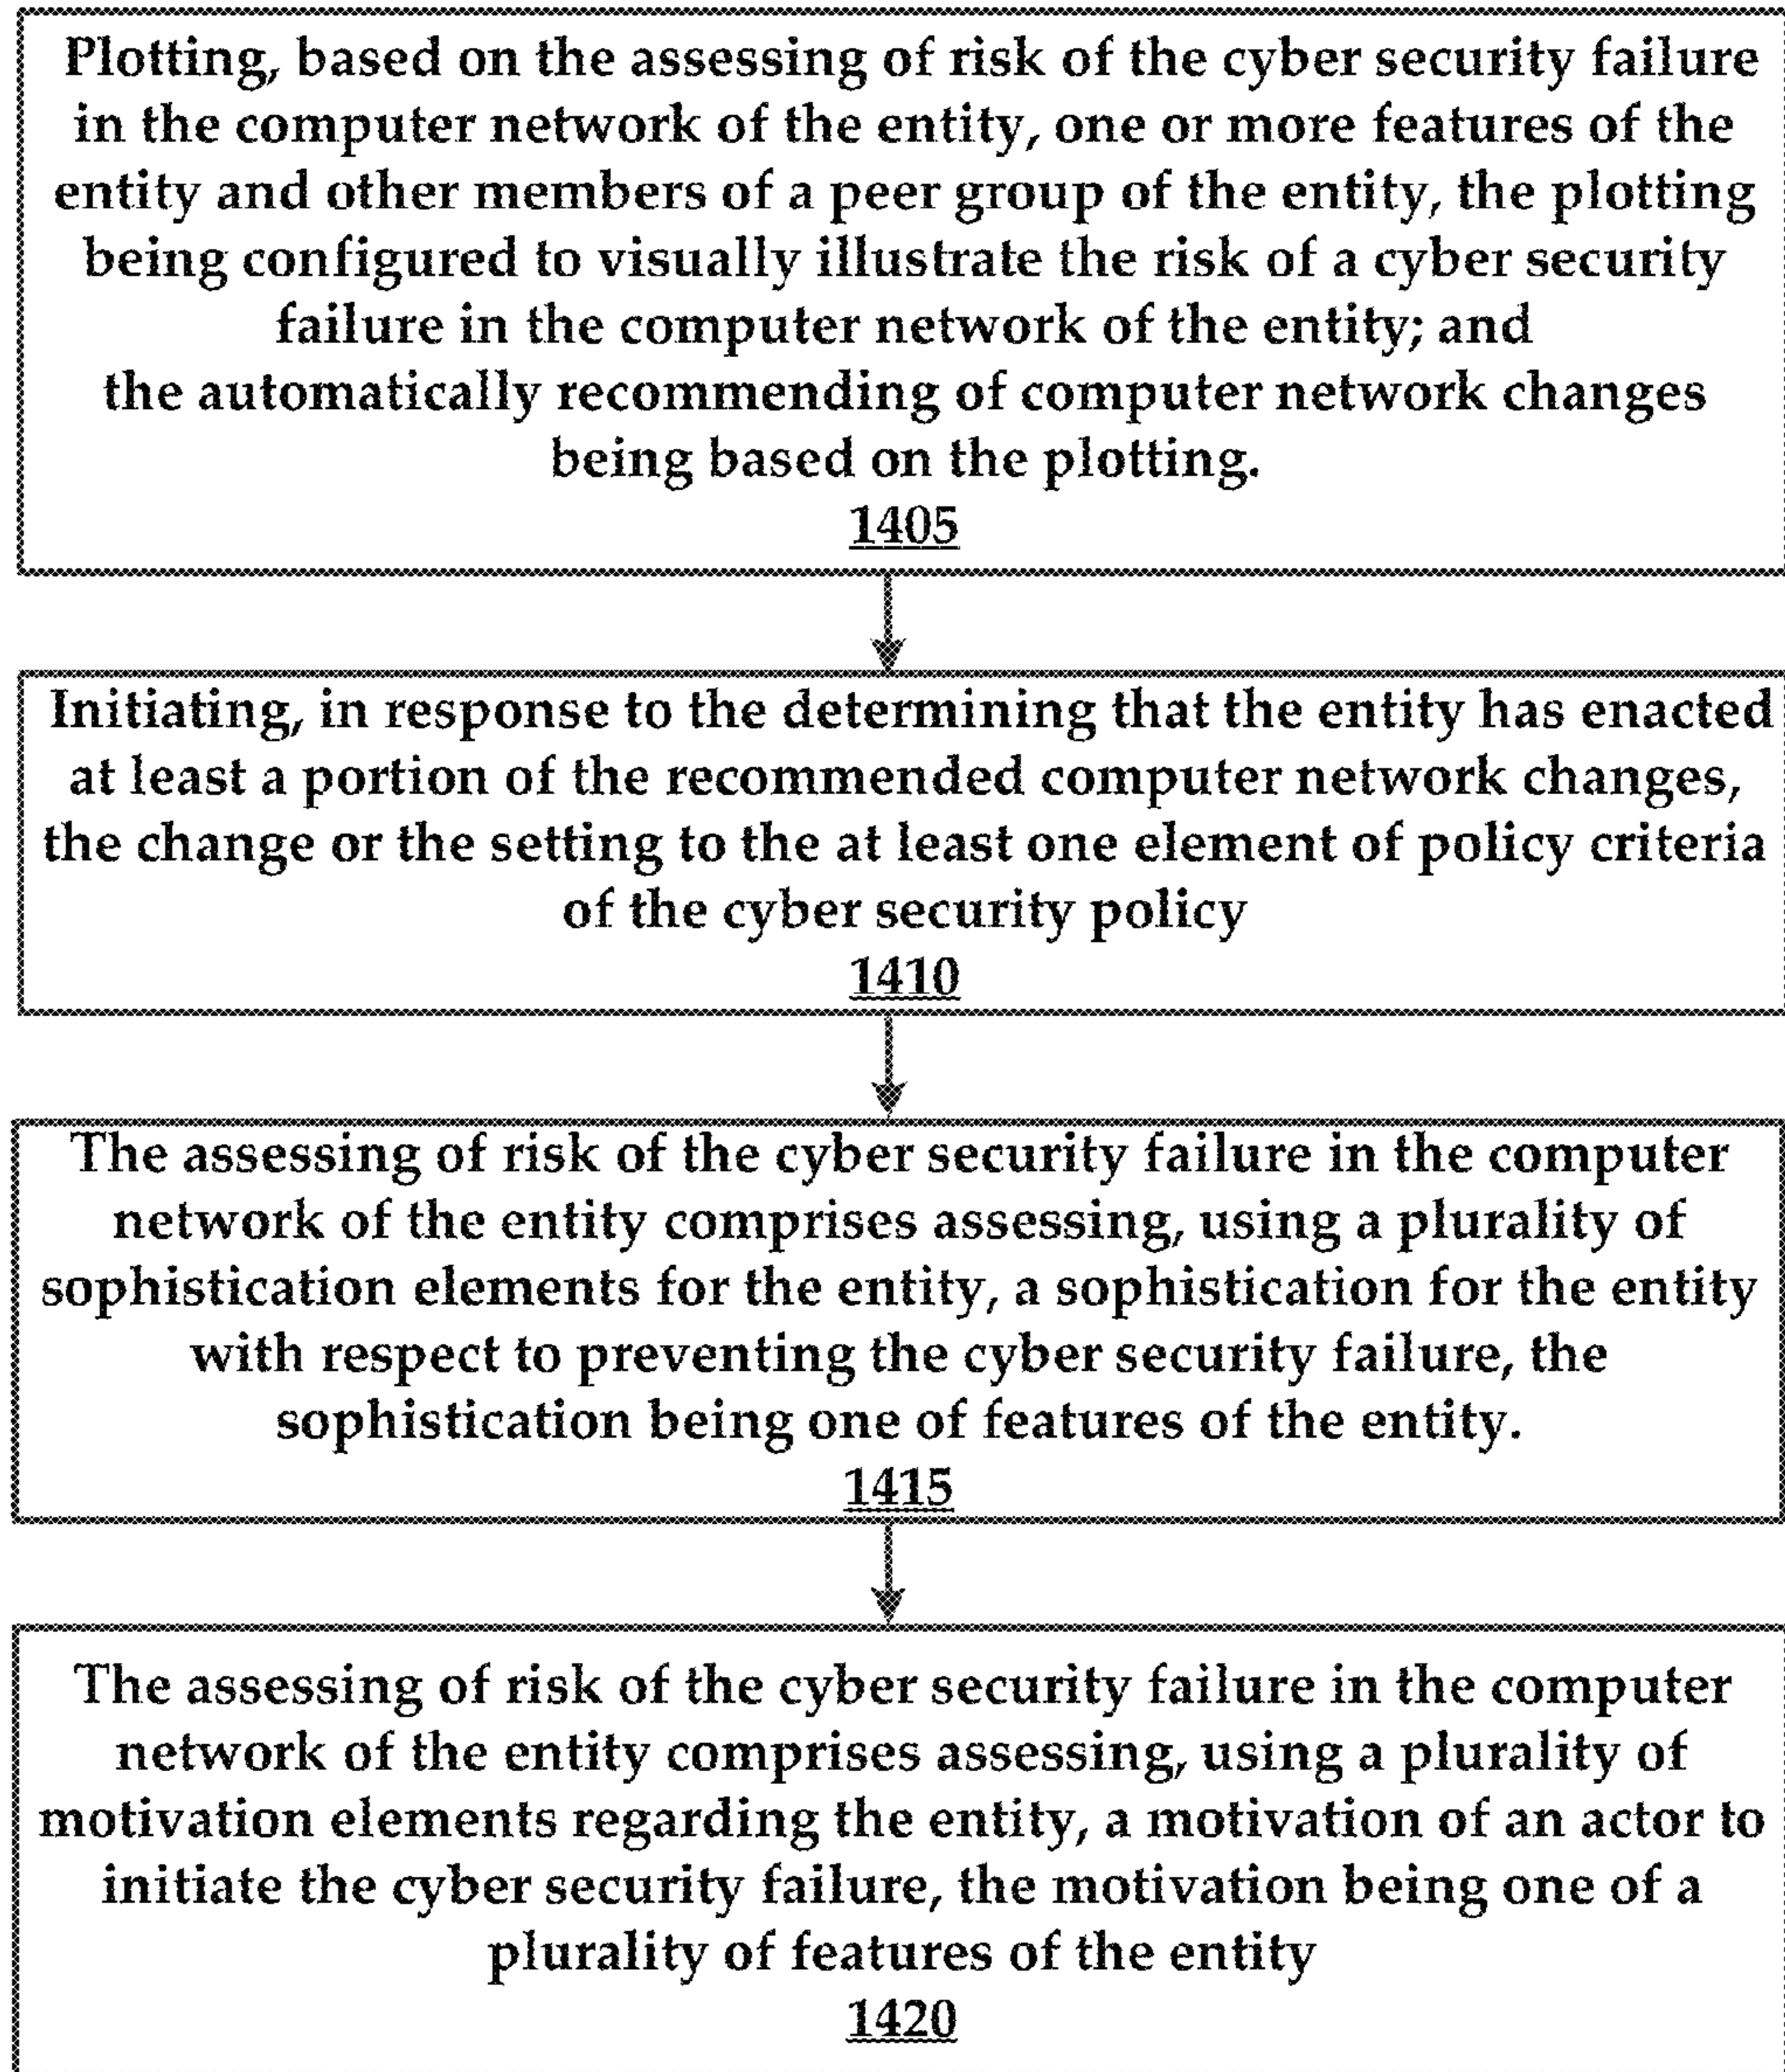 Plotting, based on the assessing of risk of the cyber security failure
in the computer network of the entity, one or more features of the
entity and other members of a peer group of the entity, the plotting
being configured to visually illustrate the risk of a cyber security
failure in the computer network of the entity; and
the automatically recommending of computer network changes
being based on the plotting.
1405
Initiating, in response to the determining that the entity has enacted
at least a portion of the recommended computer network changes,
the change or the setting to the at least one element of policy criteria
of the cyber security policy
1410
The assessing of risk of the cyber security failure in the computer
network of the entity comprises assessing, using a plurality of
sophistication elements for the entity, a sophistication for the entity
with respect to preventing the cyber security failure, the
sophistication being one of features of the entity.
1415
The assessing of risk of the cyber security failure in the computer
network of the entity comprises assessing, using a plurality of
motivation elements regarding the entity, a motivation of an actor to
initiate the cyber security failure, the motivation being one of a
plurality of features of the entity
1420